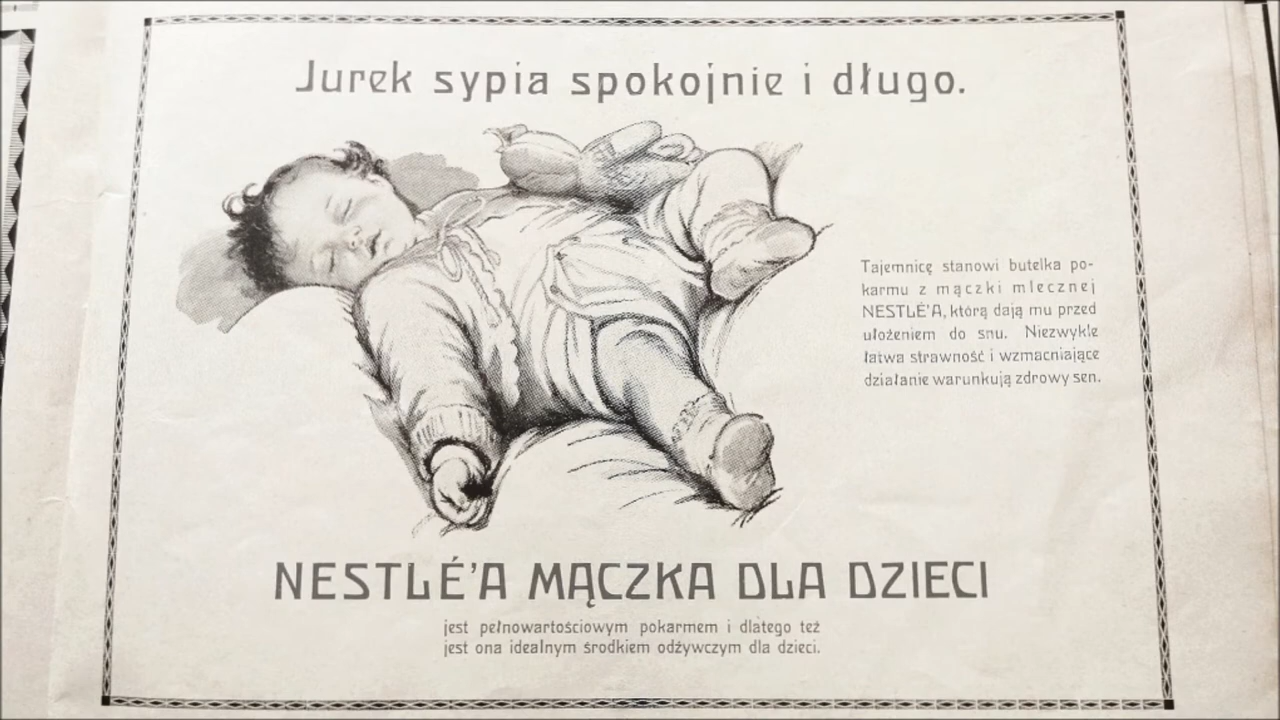 Jurek sypia spokojnie i długo.
Tajemnicę stanowi butelka po-
karmu z mączki mlecznej
NESTLÉ'A, którą dają mu przed
ułożeniem do snu. Niezwykle
łatwa strawność i wzmacniające
działanie warunkują zdrowy sen.
NESTLÉ'A MĄCZKA DLA DZIECI
jest pełnowartościowym pokarmem i dlatego też
jest ona idealnym środkiem odżywczym dla dzieci.